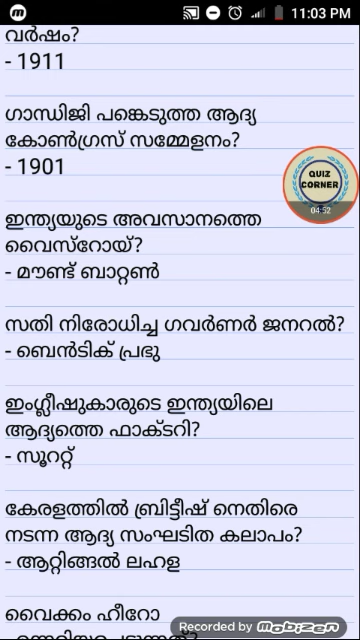 11:03 PM
വർഷം?
- 1911
ഗാന്ധിജി പങ്കെടുത്ത ആദ്യ
കോൺഗ്രസ് സമ്മേളനം?
- 1901
QUIZ
CORNER
04:52
ഇന്ത്യയുടെ അവസാനത്തെ
വൈസ്റോയ്?
- മൗണ്ട് ബാറ്റൺ
സതി നിരോധിച്ച ഗവർണർ ജനറൽ?
- ബെൻടിക് പ്രഭു
ഇംഗ്ലീഷുകാരുടെ ഇന്ത്യയിലെ
ആദ്യത്തെ ഫാക്ടറി?
- സൂററ്റ്
കേരളത്തിൽ ബ്രിട്ടീഷ് നെതിരെ
നടന്ന ആദ്യ സംഘടിത കലാപം?
- ആറ്റിങ്ങൽ ലഹള
വൈക്കം ഹീറോ
Recorded by mobizen